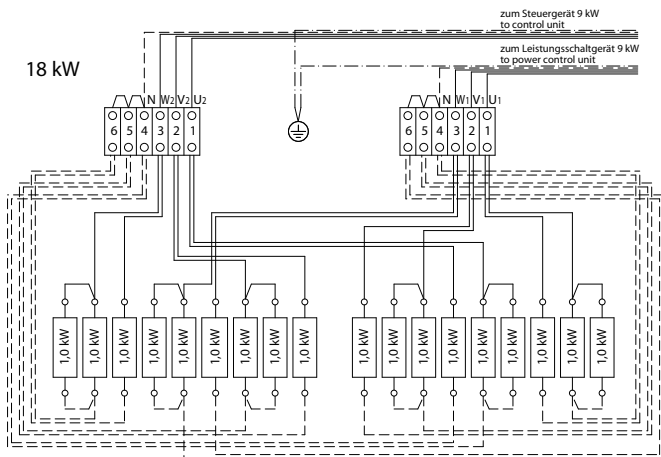 zum Steuergerät 9 kW
to control unit
zum Leistungsschaltgerät 9 kW
to power control unit
18 kW
N W2 V2 U2
6 5 4 3 2 1
N W1 V1 U1
6 5 4 3 2 1
1,0 kW 1,0 kW 1,0 kW 1,0 kW 1,0 kW 1,0 kW 1,0 kW 1,0 kW 1,0 kW
1,0 kW 1,0 kW 1,0 kW 1,0 kW 1,0 kW 1,0 kW 1,0 kW 1,0 kW 1,0 kW